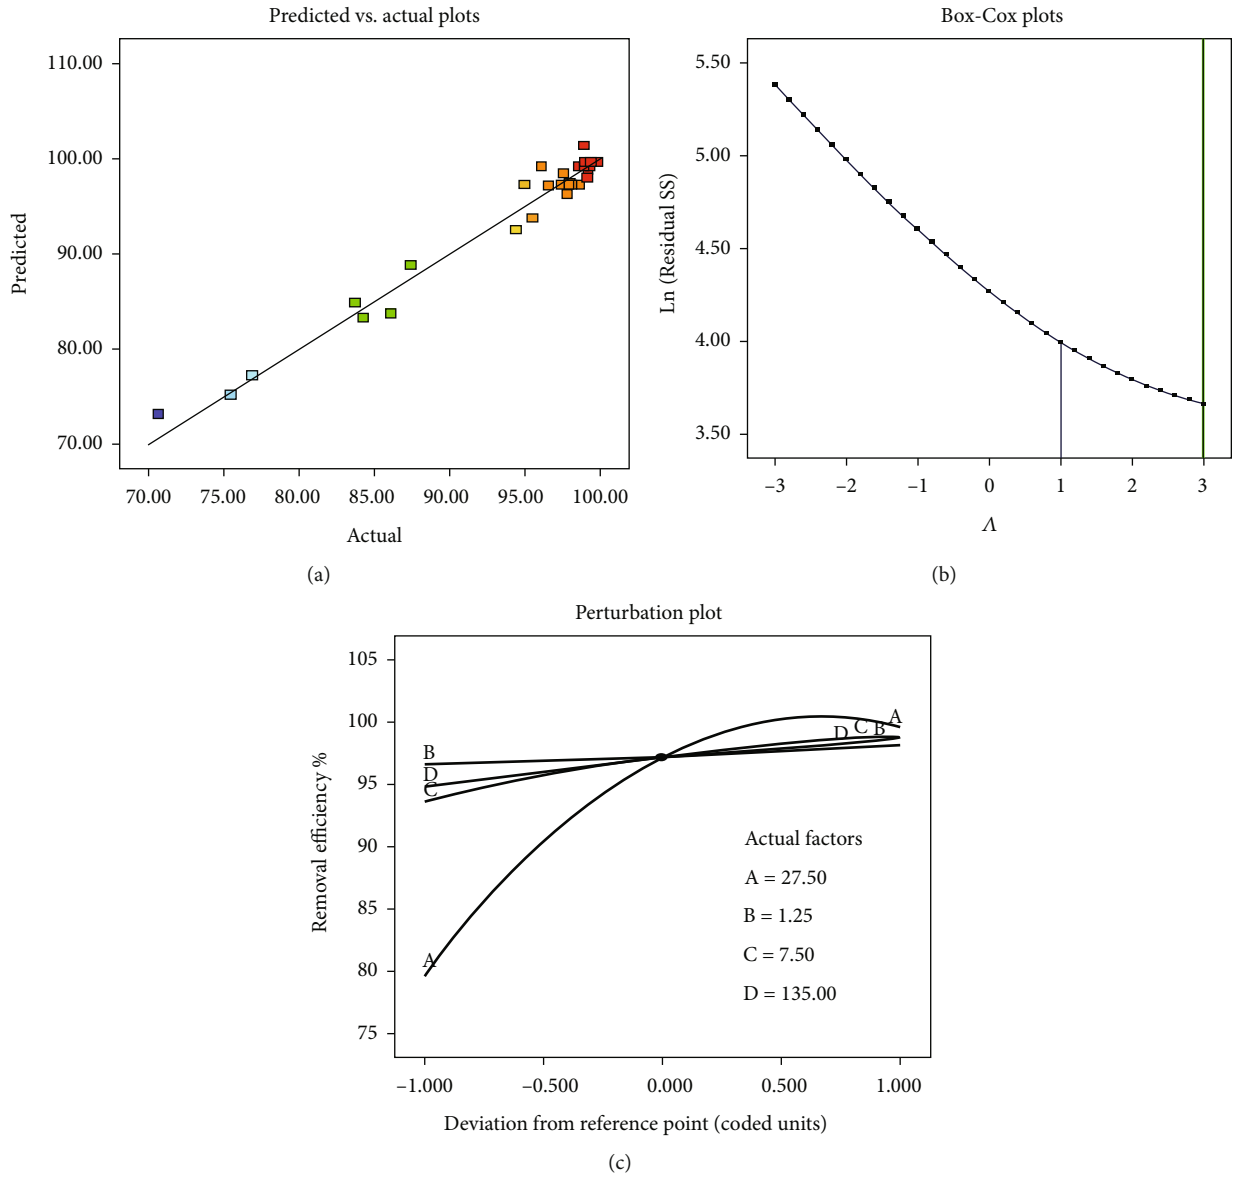 Predicted vs. actual plots
110.00
100.00
90.00
80.00
70.00
Predicted
70.00 75.00 80.00 85.00 90.00 95.00 100.00
Actual
(a)
Box-Cox plots
5.50
5.00
4.50
4.00
3.50
Ln (Residual SS)
–3 –2 –1 0 1 2 3
Λ
(b)
Perturbation plot
105
100
95
90
85
80
75
Removal efficiency %
B
D
C
A
D C B A
Actual factors
A = 27.50
B = 1.25
C = 7.50
D = 135.00
–1.000 –0.500 0.000 0.500 1.000
Deviation from reference point (coded units)
(c)